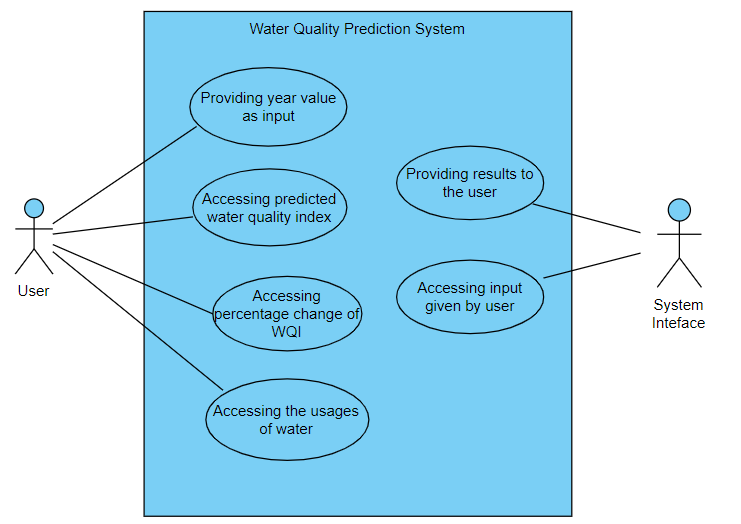 Water Quality Prediction System
Providing year value
as input
Accessing predicted
water quality index
Accessing
percentage change of
WQI
Accessing the usages
of water
Providing results to
the user
Accessing input
given by user
User
System
Inteface